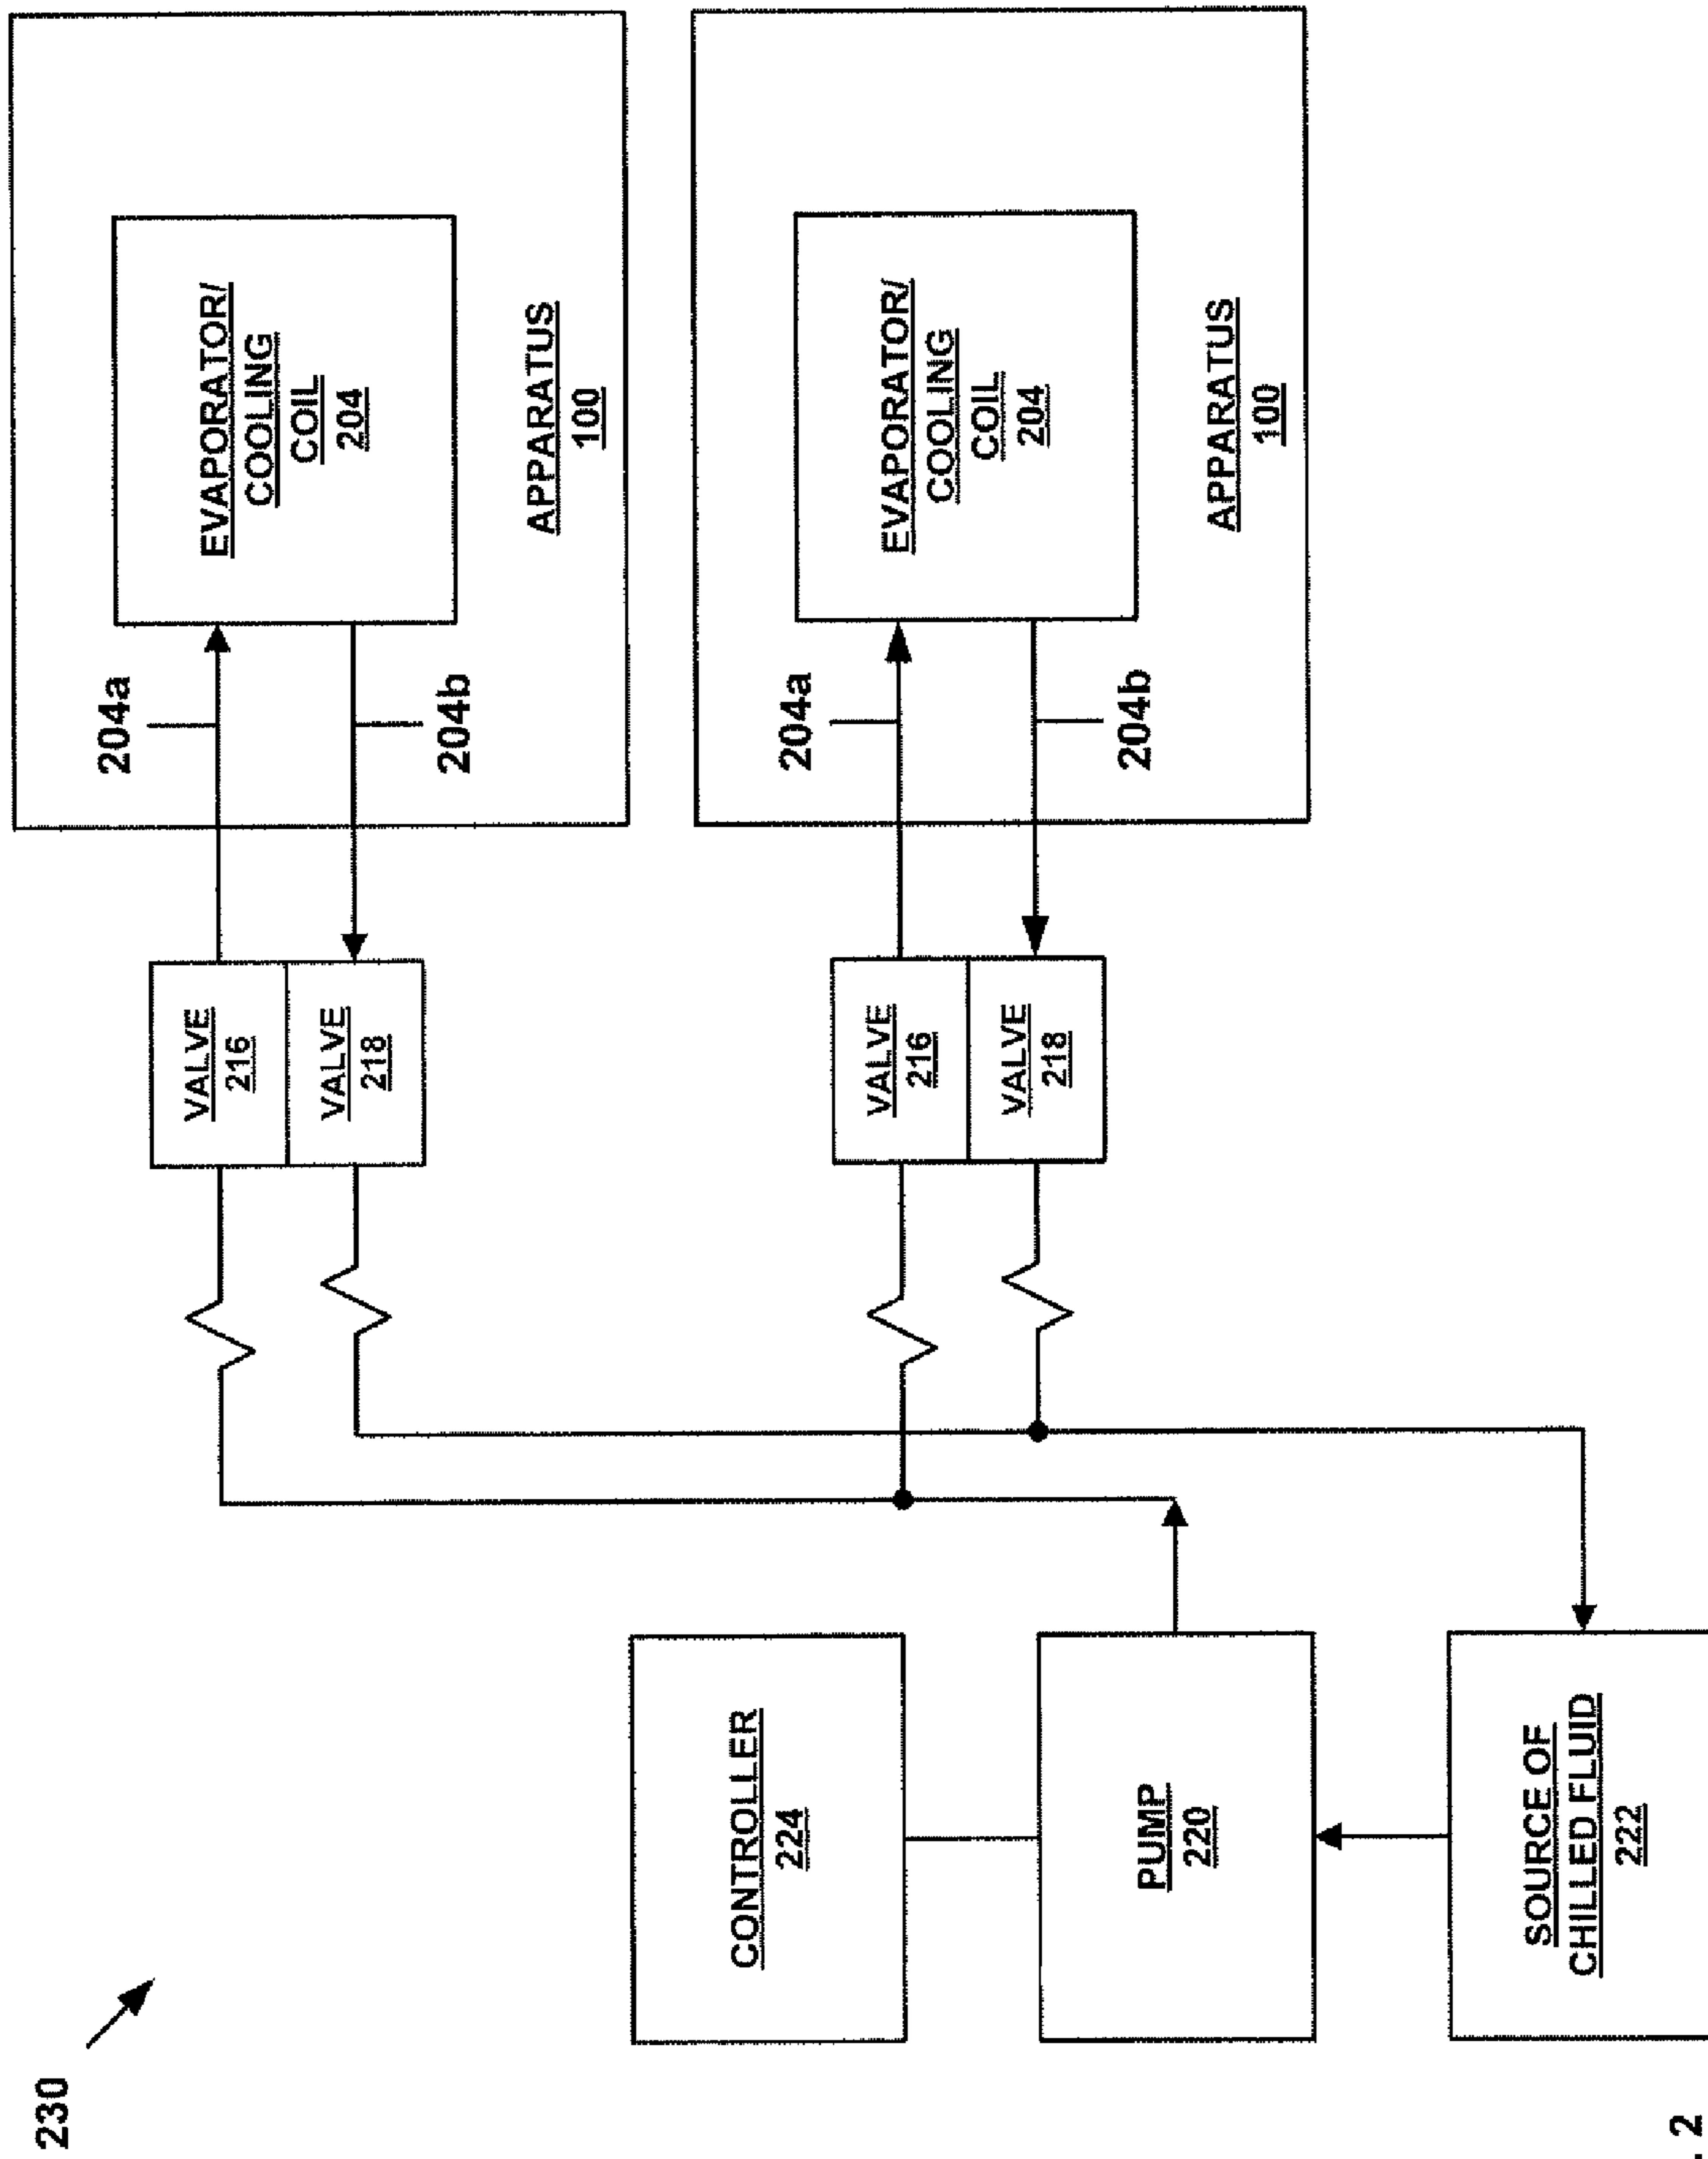 230
CONTROLLER
224
PUMP
220
SOURCE OF
CHILLED FLUID
222
VALVE
216
VALVE
218
VALVE
216
VALVE
218
204a
204b
204a
204b
EVAPORATOR/
COOLING
COIL
204
APPARATUS
100
EVAPORATOR/
COOLING
COIL
204
APPARATUS
100
. 2